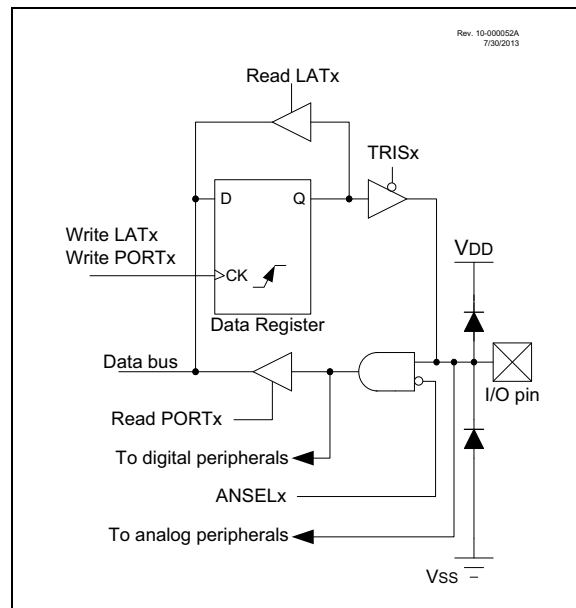 Rev. 10-000052A
7/30/2013
Read LATx
TRISx
D
Q
Write LATx
Write PORTx
CK
VDD
Data Register
Data bus
I/O pin
Read PORTx
To digital peripherals
ANSELx
To analog peripherals
VSS